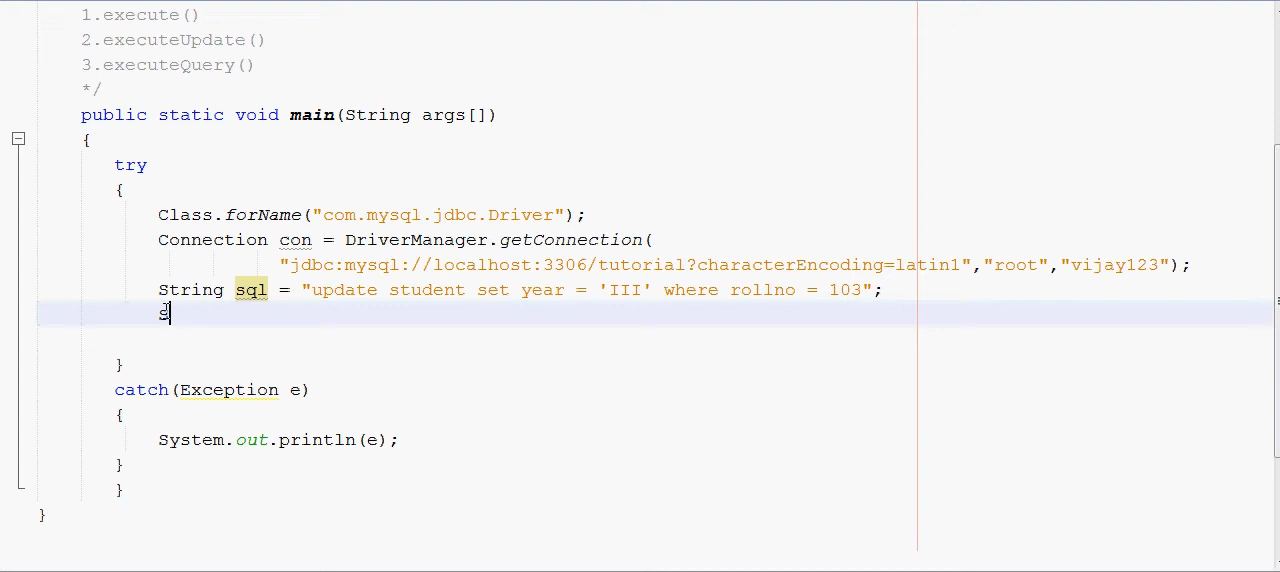 1.execute()
2.executeUpdate()
3.executeQuery()
*/
public static void main(String args[])
{
try
{
Class.forName("com.mysql.jdbc.Driver");
Connection con = DriverManager.getConnection(
"jdbc:mysql://localhost:3306/tutorial?characterEncoding=latin1","root","vijay123");
String sql = "update student set year = 'III' where rollno = 103";
}
catch(Exception e)
{
System.out.println(e);
}
}
}